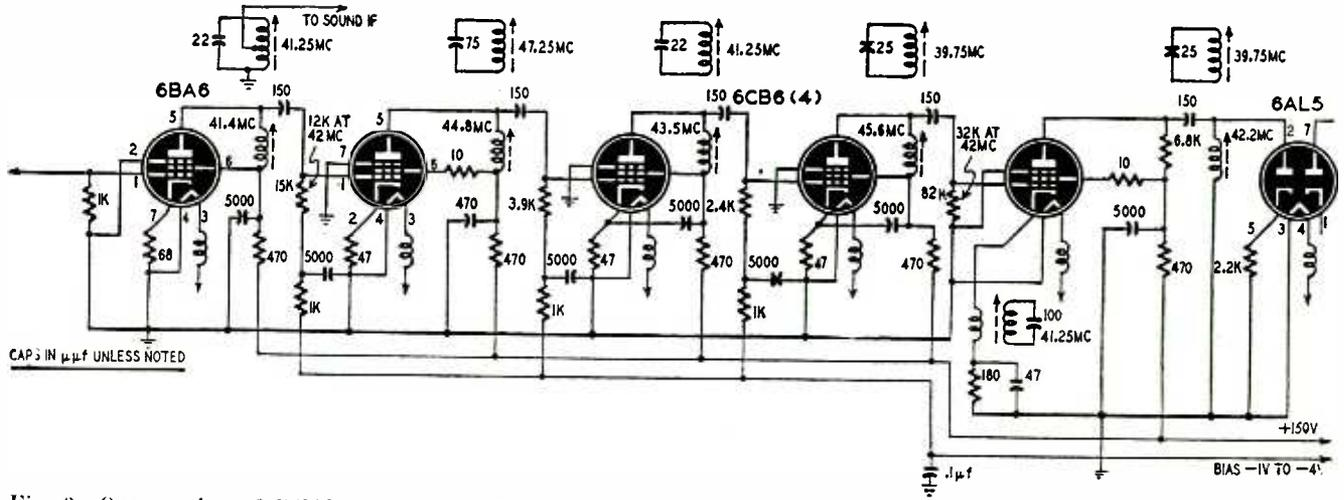 TO SOUND IF
22
41.25MC
75
47.25MC
22
41.25MC
25
39.75MC
25
39.75MC
6BA6
150
150
150
6CB6 (4)
150
150
6AL5
5
41.4MC
12K AT
42MC
5
44.8MC
43.5MC
45.6MC
32K AT
42MC
6.8K
42.2MC
2
7
2
1
6
7
1
6
10
10
1K
15K
3.9K
2.4K
82K
5000
470
5000
5000
5000
7
4
3
2
4
3
5
3
4
1
68
470
5000
47
470
5000
47
470
5000
47
470
470
2.2K
1K
1K
1K
100
41.25MC
180
47
CAPS IN μμf UNLESS NOTED
+150V
BIAS -1V TO -4V
.1μf